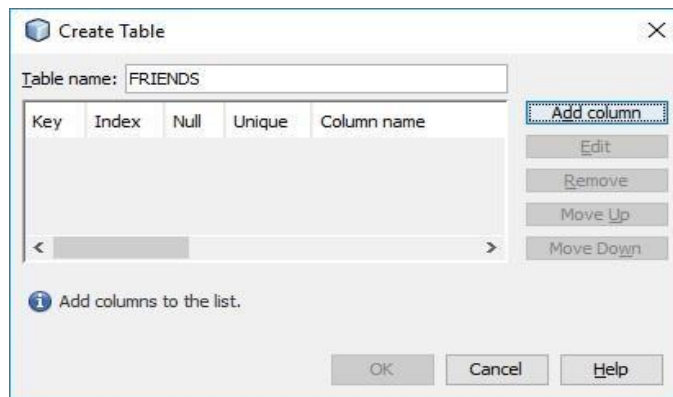 Create Table
Table name: FRIENDS
Key Index Null Unique Column name
Add column
Edit
Remove
Move Up
Move Down
Add columns to the list.
OK Cancel Help